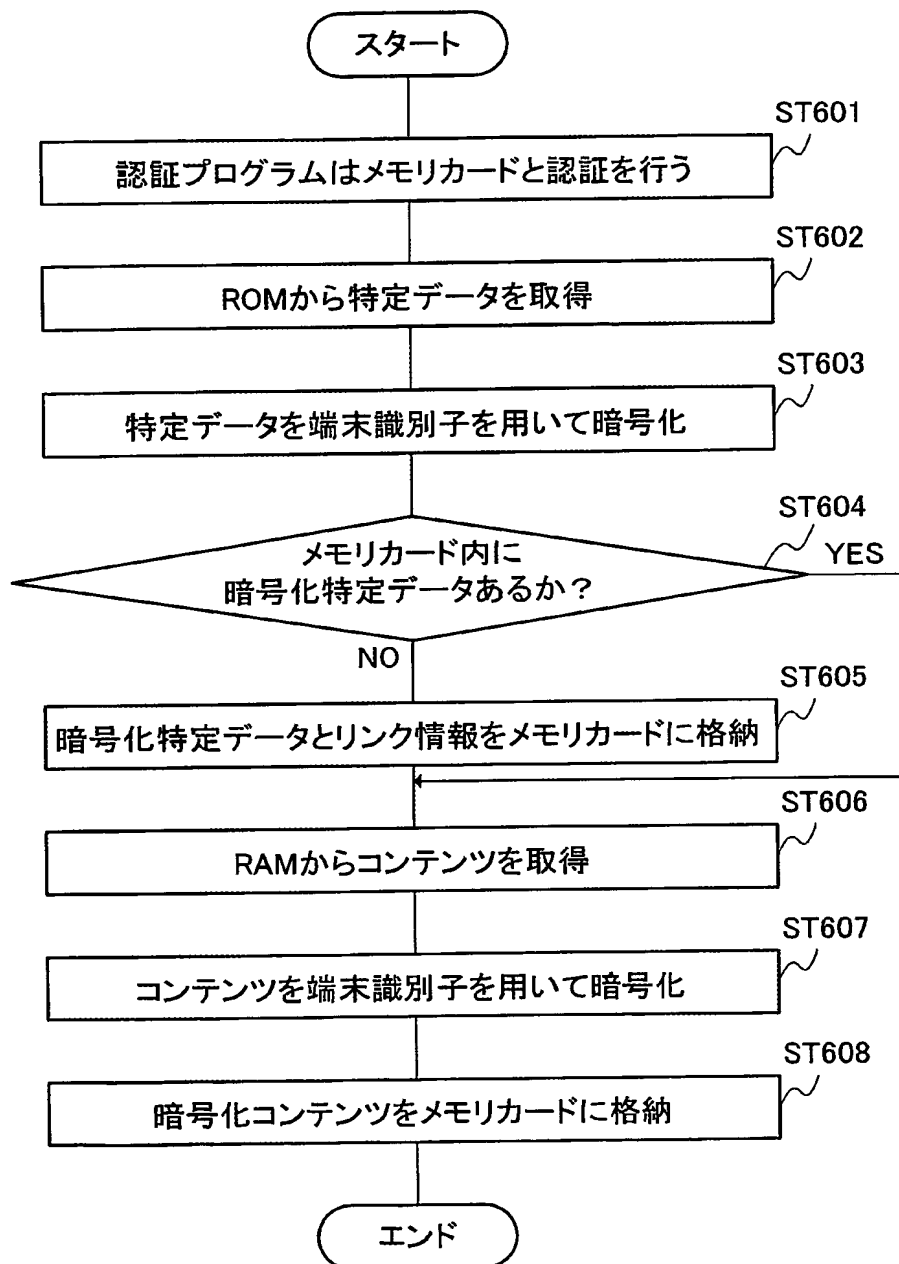 スタート
ST601
認証プログラムはメモリカードと認証を行う
ST602
ROMから特定データを取得
ST603
特定データを端末識別子を用いて暗号化
ST604
メモリカード内に
暗号化特定データあるか？
YES
NO
ST605
暗号化特定データとリンク情報をメモリカードに格納
ST606
RAMからコンテンツを取得
ST607
コンテンツを端末識別子を用いて暗号化
ST608
暗号化コンテンツをメモリカードに格納
エンド